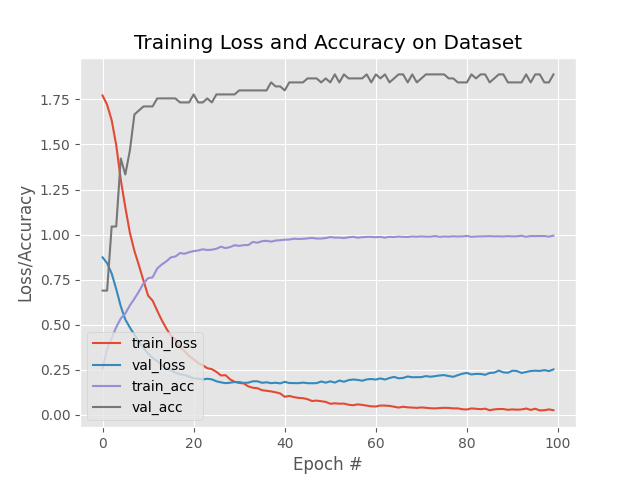 Training Loss and Accuracy on Dataset
Loss/Accuracy
1.75
1.50
1.25
1.00
0.75
0.50
0.25
0.00
train_loss
val_loss
train_acc
val_acc
0 20 40 60 80 100
Epoch #